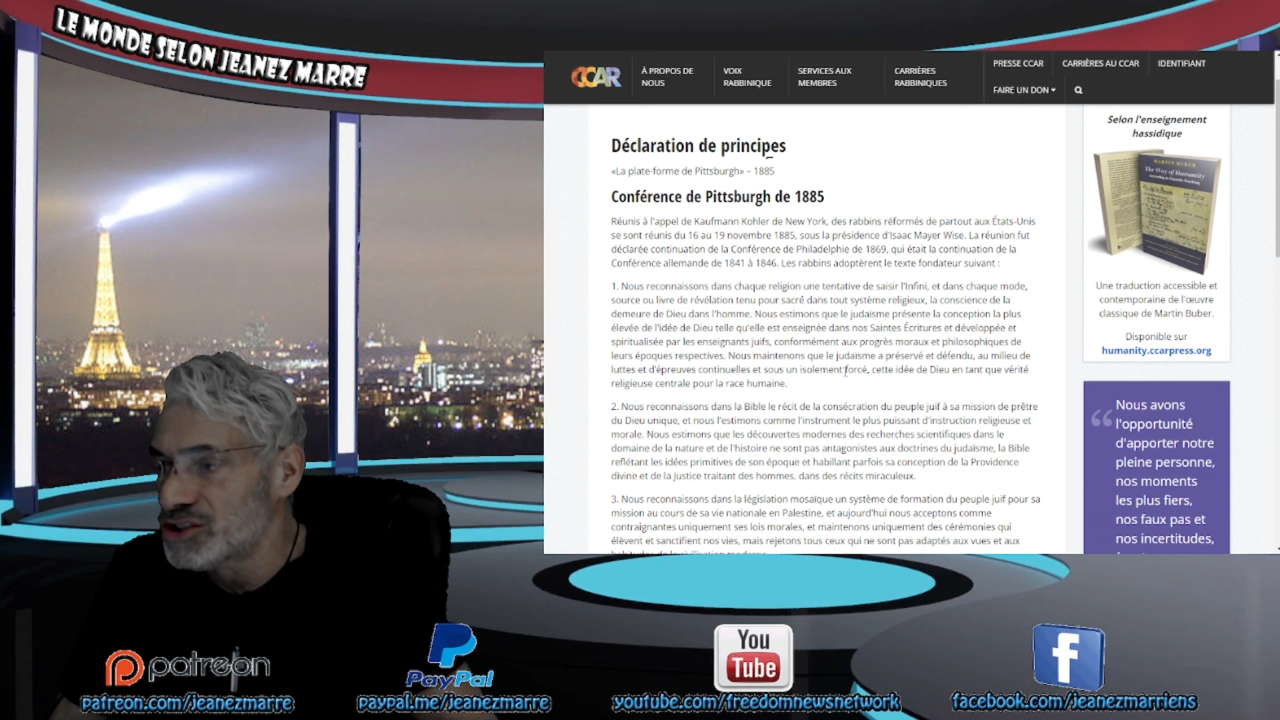 LE MONDE SELON JEANEZ MARRE
CCAR
À PROPOS DE
NOUS
VOIX
RABBINIQUE
SERVICES AUX
MEMBRES
CARRIÈRES
RABBINIQUES
PRESSE CCAR
CARRIÈRES AU CCAR
IDENTIFIANT
FAIRE UN DON
Déclaration de principes
«La plate-forme de Pittsburgh» – 1885
Conférence de Pittsburgh de 1885
Réunis à l'appel de Kaufmann Kohler de New York, des rabbins réformés de partout aux États-Unis
se sont réunis du 16 au 19 novembre 1885, sous la présidence d'Isaac Mayer Wise. La réunion fut
déclarée continuation de la Conférence de Philadelphie de 1869, qui était la continuation de la
Conférence allemande de 1841 à 1846. Les rabbins adoptèrent le texte fondateur suivant :
1. Nous reconnaissons dans chaque religion une tentative de saisir l'Infini, et dans chaque mode,
source ou livre de révélation tenu pour sacré dans tout système religieux, la conscience de la
demeure de Dieu dans l'homme. Nous estimons que le judaïsme présente la conception la plus
élevée de l'idée de Dieu telle qu'elle est enseignée dans nos Saintes Écritures et développée et
spiritualisée par les enseignants juifs, conformément aux progrès moraux et philosophiques de
leurs époques respectives. Nous maintenons que le judaïsme a préservé et défendu, au milieu de
luttes et d'épreuves continuelles et sous un isolement forcé, cette idée de Dieu en tant que vérité
religieuse centrale pour la race humaine.
2. Nous reconnaissons dans la Bible le récit de la consécration du peuple juif à sa mission de prêtre
du Dieu unique, et nous l'estimons comme l'instrument le plus puissant d'instruction religieuse et
morale. Nous estimons que les découvertes modernes des recherches scientifiques dans le
domaine de la nature et de l'histoire ne sont pas antagonistes aux doctrines du judaïsme, la Bible
reflétant les idées primitives de son époque et habillant parfois sa conception de la Providence
divine et de la Justice traitant des hommes. dans des récits miraculeux.
3. Nous reconnaissons dans la législation mosaïque un système de formation du peuple juif pour sa
mission au cours de sa vie nationale en Palestine, et aujourd'hui nous acceptons comme
contraignantes uniquement ses lois morales, et maintenons uniquement des cérémonies qui
élèvent et sanctifient nos vies, mais rejetons tous ceux qui ne sont pas adaptés aux vues et aux
Selon l'enseignement
hassidique
MARTIN BUBER
The Way of Humanity
Une traduction accessible et
contemporaine de l'œuvre
classique de Martin Buber.
Disponible sur
humanity.ccarpress.org
“
Nous avons
l'opportunité
d'apporter notre
pleine personne,
nos moments
les plus fiers,
nos faux pas et
nos incertitudes,
patreon
patreon.com/jeanezmarre
PayPal
paypal.me/jeanezmarre
You
Tube
youtube.com/freedomnewsnetwork
f
facebook.com/jeanezmarriens